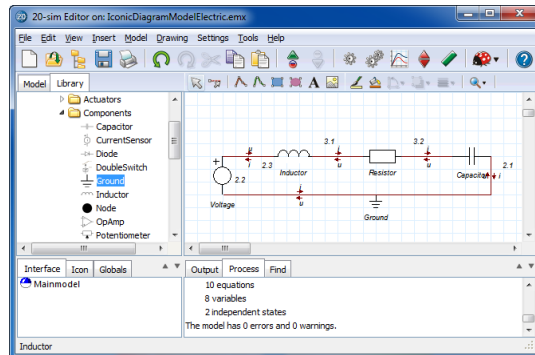 20-sim Editor on: IconicDiagramModelElectric.emx
File Edit View Insert Model Drawing Settings Tools Help
Model Library
Actuators
Components
Capacitor
CurrentSensor
Diode
DoubleSwitch
Ground
Inductor
Node
OpAmp
Potentiometer
3.1 3.2
u i i i
2.3 2.1
Inductor u Resistor u Capacitor i
2.2
i
Voltage u
Ground
Interface Icon Globals
Mainmodel
Output Process Find
10 equations
8 variables
2 independent states
The model has 0 errors and 0 warnings.
Inductor